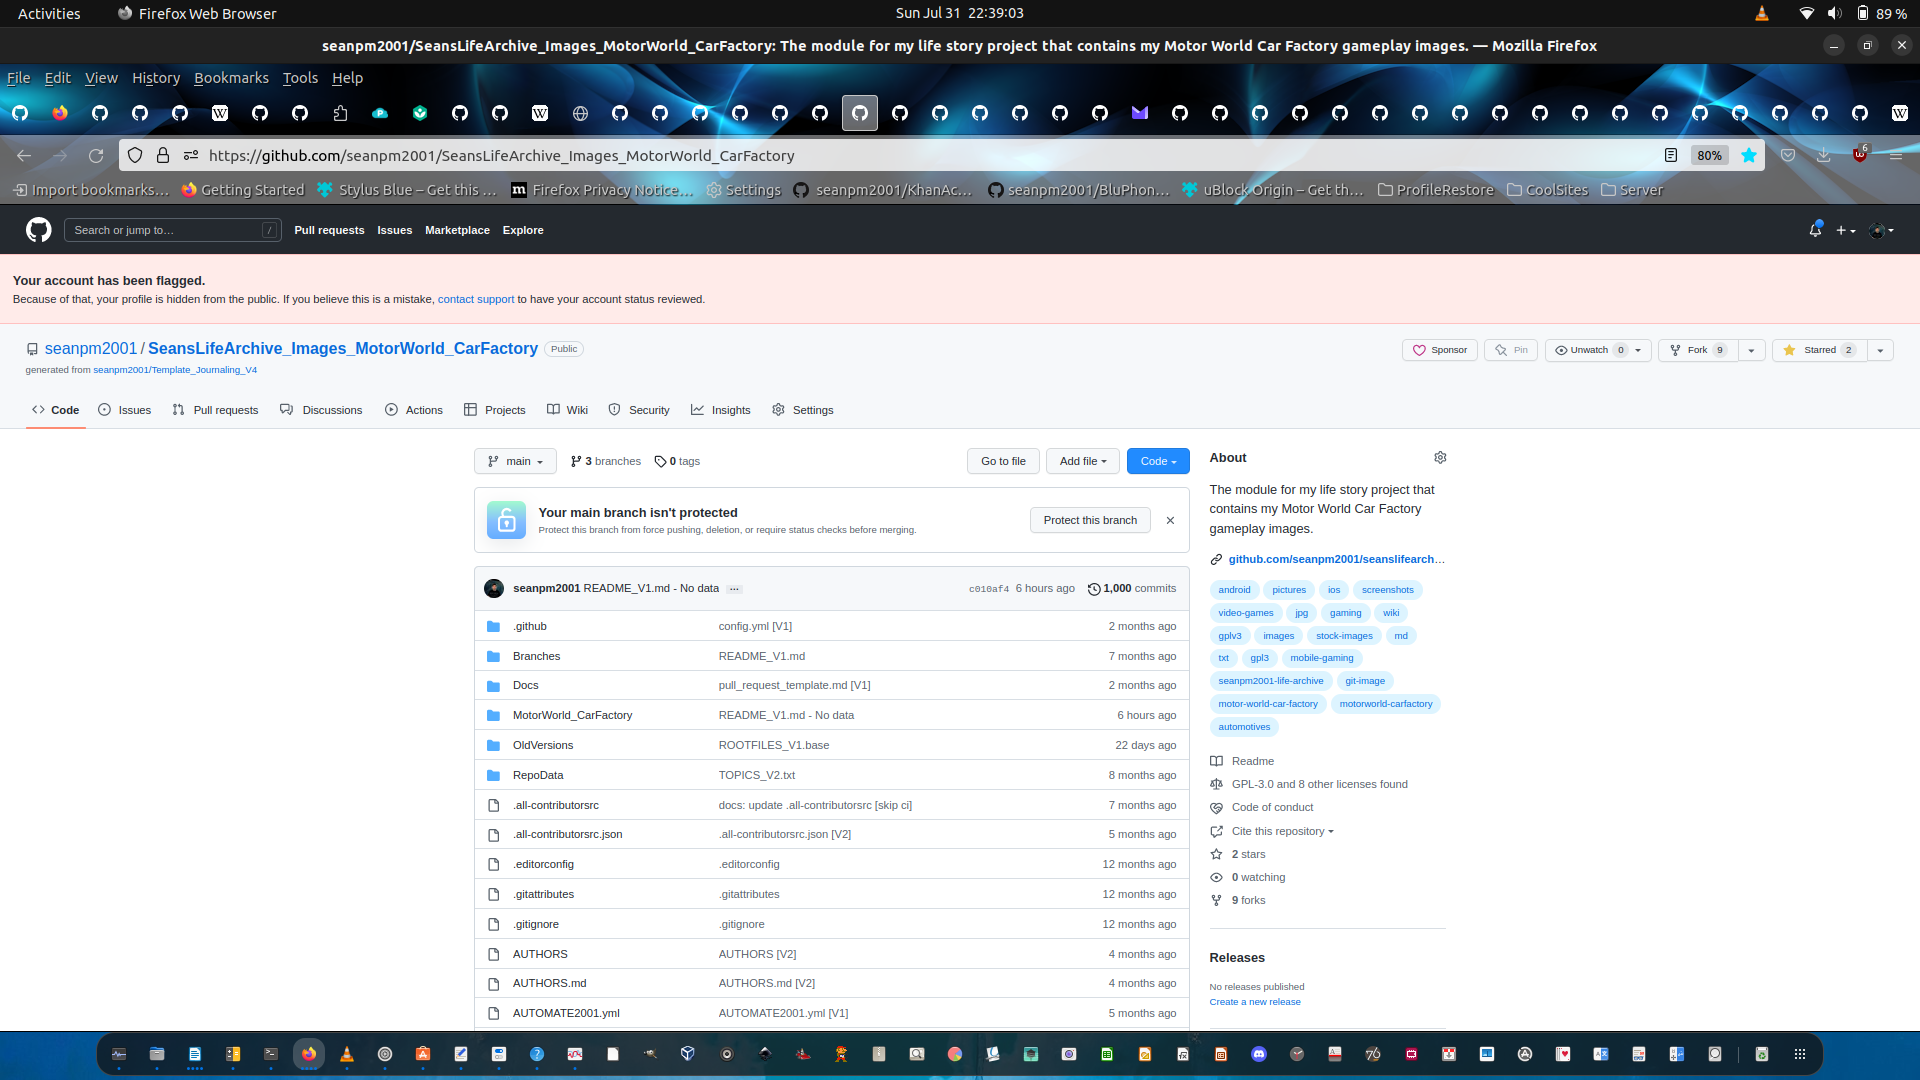 Activities
Firefox Web Browser
Sun Jul 31 22:39:03
89 %
seanpm2001/SeansLifeArchive_Images_MotorWorld_CarFactory: The module for my life story project that contains my Motor World Car Factory gameplay images. — Mozilla Firefox
File Edit View History Bookmarks Tools Help
https://github.com/seanpm2001/SeansLifeArchive_Images_MotorWorld_CarFactory
80%
6
Import bookmarks…
Getting Started
Stylus Blue – Get this …
Firefox Privacy Notice…
Settings
seanpm2001/KhanAc…
seanpm2001/BluPhon…
uBlock Origin – Get th…
ProfileRestore
CoolSites
Server
Search or jump to…
/
Pull requests Issues Marketplace Explore
Your account has been flagged.
Because of that, your profile is hidden from the public. If you believe this is a mistake, contact support to have your account status reviewed.
seanpm2001 / SeansLifeArchive_Images_MotorWorld_CarFactory Public
generated from seanpm2001/Template_Journaling_V4
Sponsor
Pin
Unwatch 0
Fork 9
Starred 2
Code Issues Pull requests Discussions Actions Projects Wiki Security Insights Settings
main
3 branches
0 tags
Go to file
Add file
Code
Your main branch isn't protected
Protect this branch from force pushing, deletion, or require status checks before merging.
Protect this branch
seanpm2001 README_V1.md - No data
c010af4 6 hours ago
1,000 commits
.github config.yml [V1] 2 months ago
Branches README_V1.md 7 months ago
Docs pull_request_template.md [V1] 2 months ago
MotorWorld_CarFactory README_V1.md - No data 6 hours ago
OldVersions ROOTFILES_V1.base 22 days ago
RepoData TOPICS_V2.txt 8 months ago
.all-contributorsrc docs: update .all-contributorsrc [skip ci] 7 months ago
.all-contributorsrc.json .all-contributorsrc.json [V2] 5 months ago
.editorconfig .editorconfig 12 months ago
.gitattributes .gitattributes 12 months ago
.gitignore .gitignore 12 months ago
AUTHORS AUTHORS [V2] 4 months ago
AUTHORS.md AUTHORS.md [V2] 4 months ago
AUTOMATE2001.yml AUTOMATE2001.yml [V1] 5 months ago
About
The module for my life story project that
contains my Motor World Car Factory
gameplay images.
github.com/seanpm2001/seanslifearch…
android pictures ios screenshots
video-games jpg gaming wiki
gplv3 images stock-images md
txt gpl3 mobile-gaming
seanpm2001-life-archive git-image
motor-world-car-factory motorworld-carfactory
automotives
Readme
GPL-3.0 and 8 other licenses found
Code of conduct
Cite this repository
2 stars
0 watching
9 forks
Releases
No releases published
Create a new release